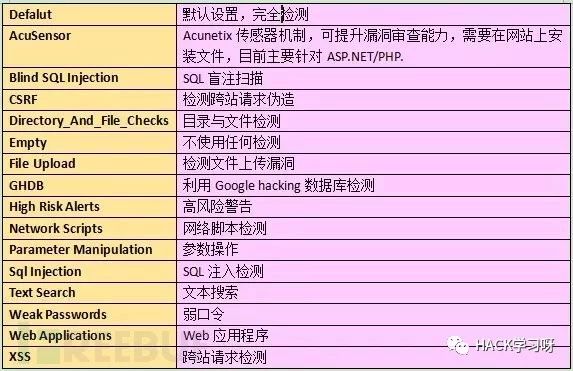 Defalut 默认设置，完全检测
AcuSensor Acunetix 传感器机制，可提升漏洞审查能力，需要在网站上安
装文件，目前主要针对 ASP.NET/PHP.
Blind SQL Injection SQL 盲注扫描
CSRF 检测跨站请求伪造
Directory_And_File_Checks 目录与文件检测
Empty 不使用任何检测
File Upload 检测文件上传漏洞
GHDB 利用 Google hacking 数据库检测
High Risk Alerts 高风险警告
Network Scripts 网络脚本检测
Parameter Manipulation 参数操作
Sql Injection SQL 注入检测
Text Search 文本搜索
Weak Passwords 弱口令
Web Applications Web 应用程序
XSS 跨站请求检测
HACK学习呀